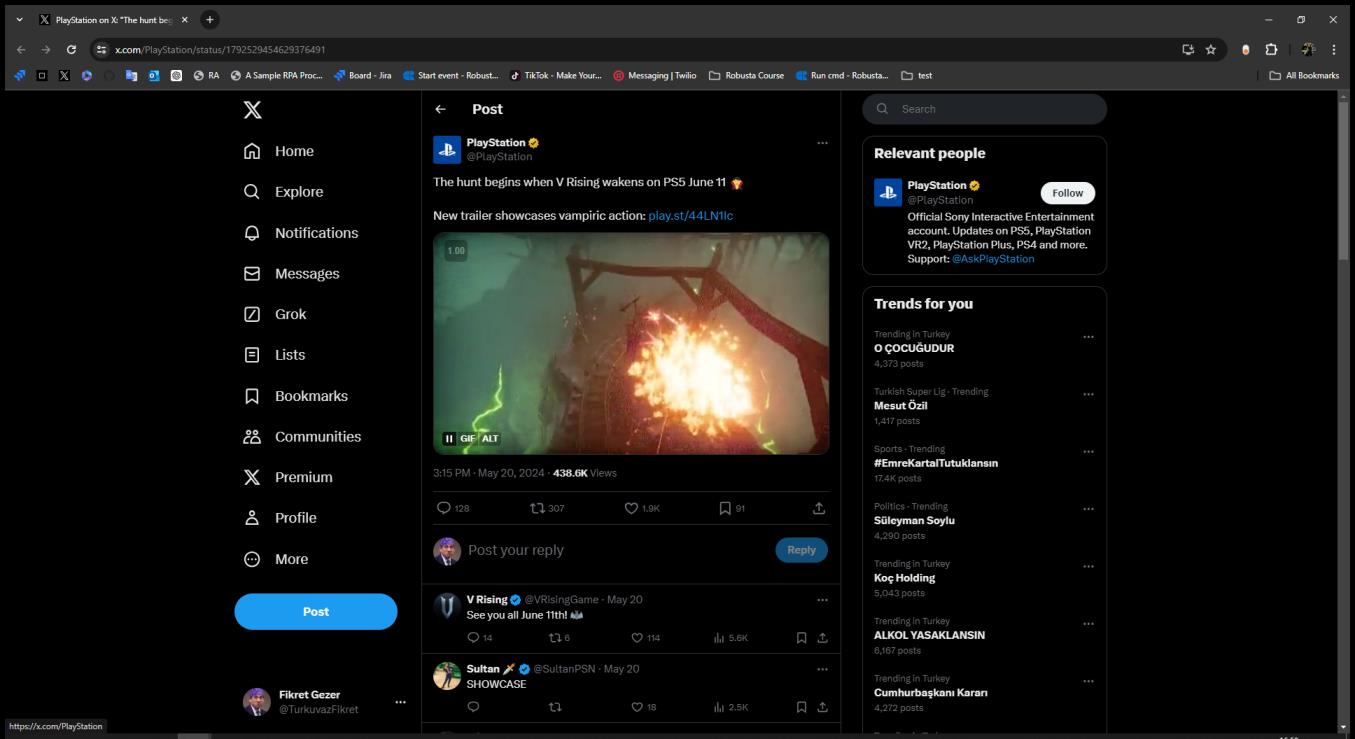 PlayStation on X: "The hunt beg
x.com/PlayStation/status/1792529454629376491
RA
A Sample RPA Proc...
Board - Jira
Start event - Robust...
TikTok - Make Your...
Messaging | Twilio
Robusta Course
Run cmd - Robusta...
test
All Bookmarks
Home
Explore
Notifications
Messages
Grok
Lists
Bookmarks
Communities
Premium
Profile
More
Post
Fikret Gezer
@TurkuvazFikret
https://x.com/PlayStation
Post
PlayStation
@PlayStation
The hunt begins when V Rising wakens on PS5 June 11
New trailer showcases vampiric action: play.st/44LN1Ic
1.00
GIF ALT
3:15 PM · May 20, 2024 · 438.6K Views
128 307 1.9K 91
Post your reply
Reply
V Rising @VRisingGame · May 20
See you all June 11th!
14 6 114 5.6K
Sultan @SultanPSN · May 20
SHOWCASE
18 2.5K
Search
Relevant people
PlayStation
@PlayStation
Follow
Official Sony Interactive Entertainment
account. Updates on PS5, PlayStation
VR2, PlayStation Plus, PS4 and more.
Support: @AskPlayStation
Trends for you
Trending in Turkey
O ÇOCUĞUDUR
4,373 posts
Turkish Super Lig · Trending
Mesut Özil
1,417 posts
Sports · Trending
#EmreKartalTutuklansın
17.4K posts
Politics · Trending
Süleyman Soylu
4,290 posts
Trending in Turkey
Koç Holding
5,043 posts
Trending in Turkey
ALKOL YASAKLANSIN
6,167 posts
Trending in Turkey
Cumhurbaşkanı Kararı
4,272 posts